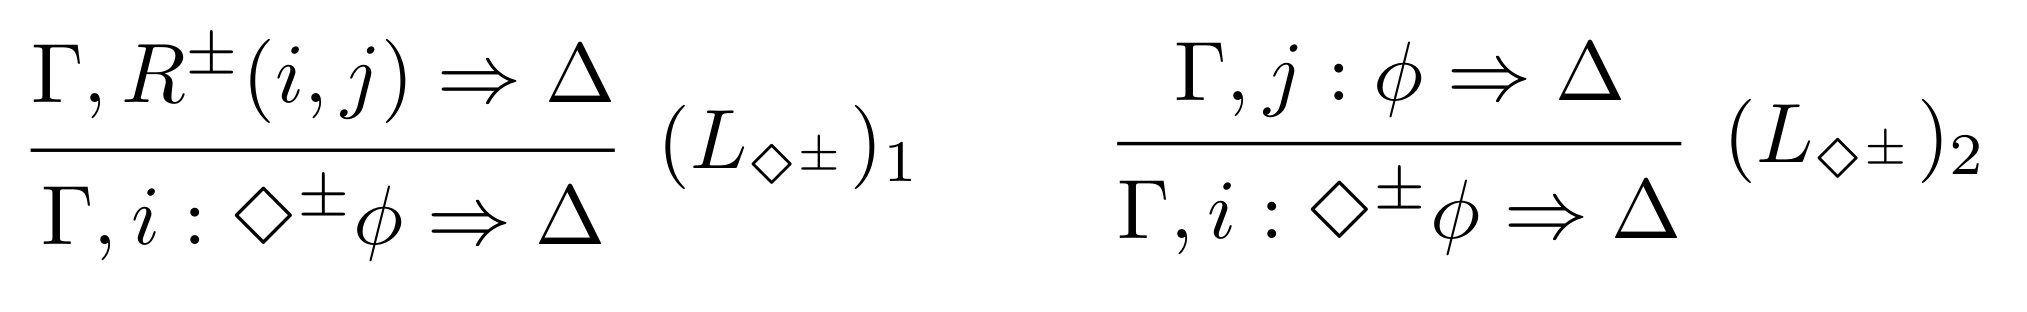 Γ, R^±(i, j) ⇒ Δ (L_◇±)_1 Γ, j : ϕ ⇒ Δ (L_◇±)_2
Γ, i : ◇^±ϕ ⇒ Δ Γ, i : ◇^±ϕ ⇒ Δ